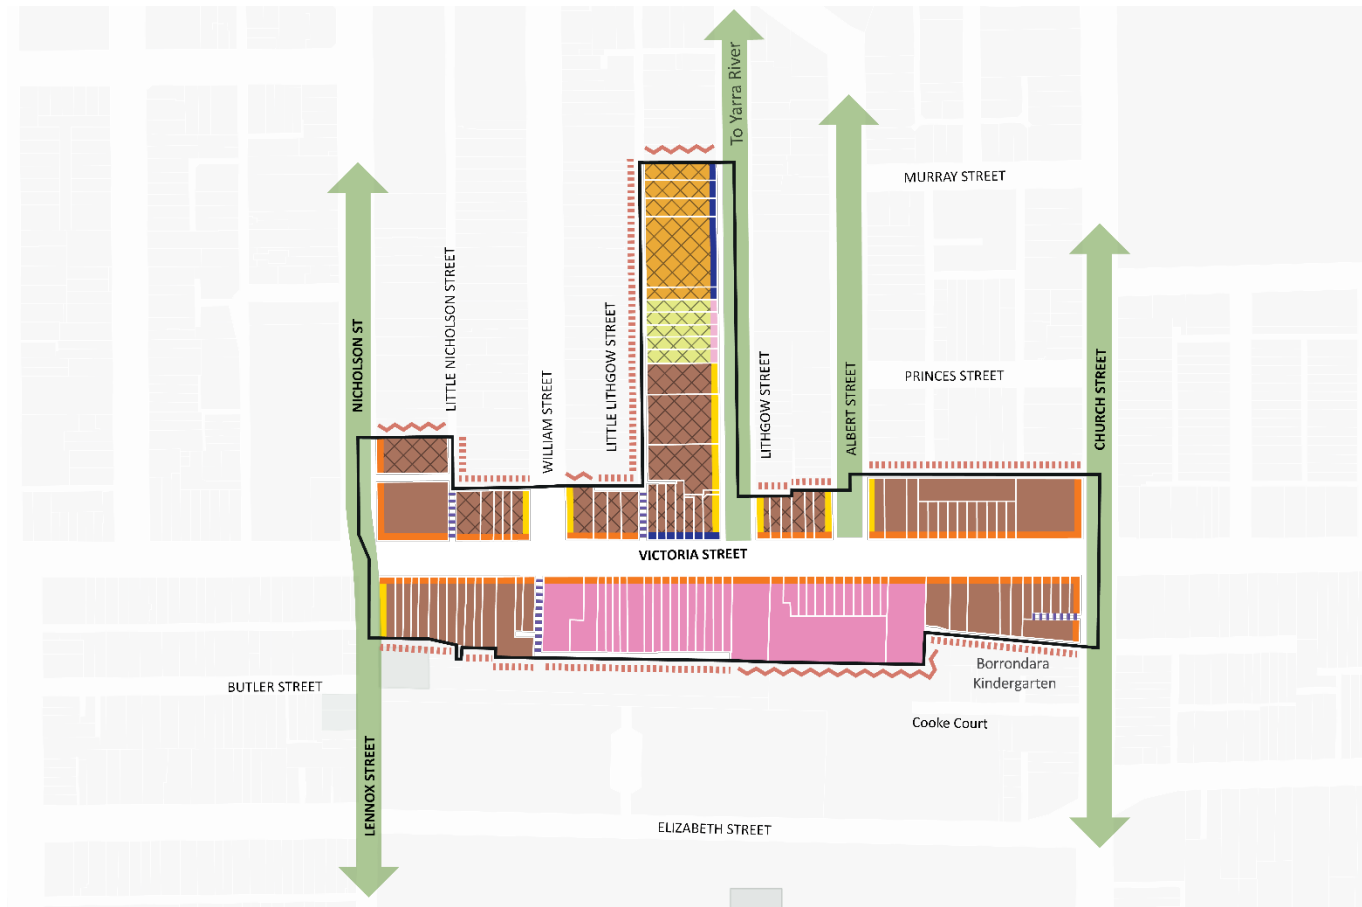 To Yarra River
MURRAY STREET
NICHOLSON ST
LITTLE NICHOLSON STREET
WILLIAM STREET
LITTLE LITHGOW STREET
LITHGOW STREET
ALBERT STREET
PRINCES STREET
CHURCH STREET
VICTORIA STREET
Borrondara
Kindergarten
BUTLER STREET
Cooke Court
LENNOX STREET
ELIZABETH STREET